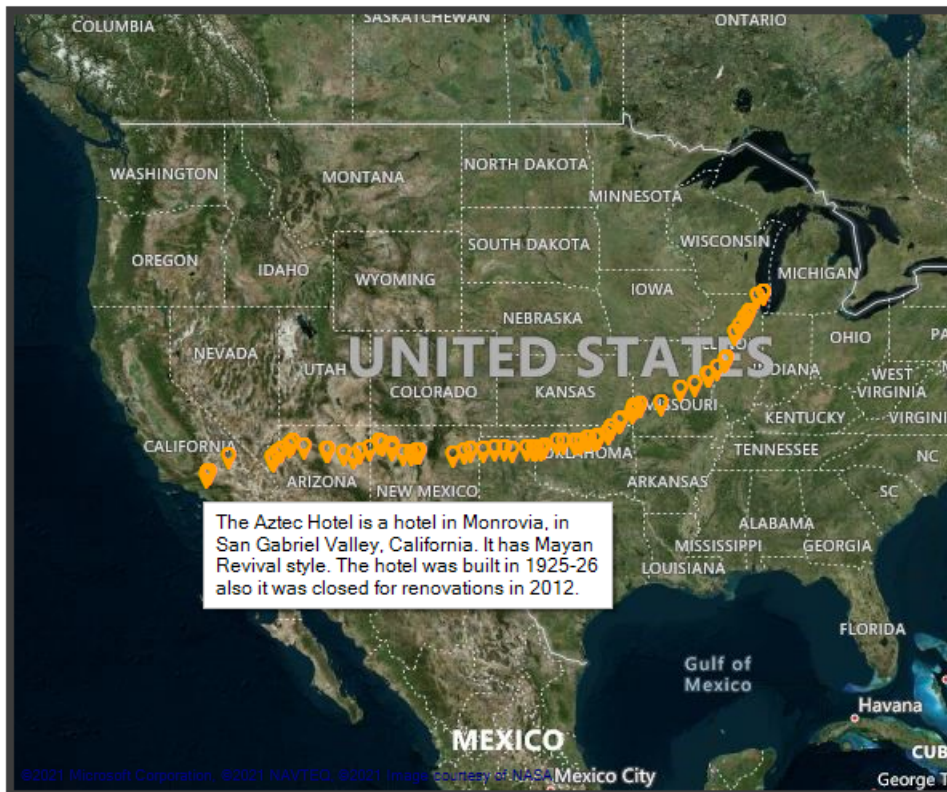 COLUMBIA
SASKATCHEWAN
ONTARIO
WASHINGTON
MONTANA
NORTH DAKOTA
MINNESOTA
OREGON
IDAHO
SOUTH DAKOTA
WISCONSIN
MICHIGAN
WYOMING
IOWA
NEBRASKA
NEVADA
UTAH
UNITED STATES
OHIO
PA
COLORADO
KANSAS
INDIANA
WEST
VIRGINIA
KENTUCKY
VIRGINI
CALIFORNIA
OKLAHOMA
TENNESSEE
NC
ARIZONA
NEW MEXICO
ARKANSAS
SC
ALABAMA
MISSISSIPPI
GEORGIA
LOUISIANA
The Aztec Hotel is a hotel in Monrovia, in
San Gabriel Valley, California. It has Mayan
Revival style. The hotel was built in 1925-26
also it was closed for renovations in 2012.
FLORIDA
Gulf of
Mexico
Havana
MEXICO
CUB
©2021 Microsoft Corporation, ©2021 NAVTEQ, ©2021 Image courtesy of NASA
Mexico City
George T